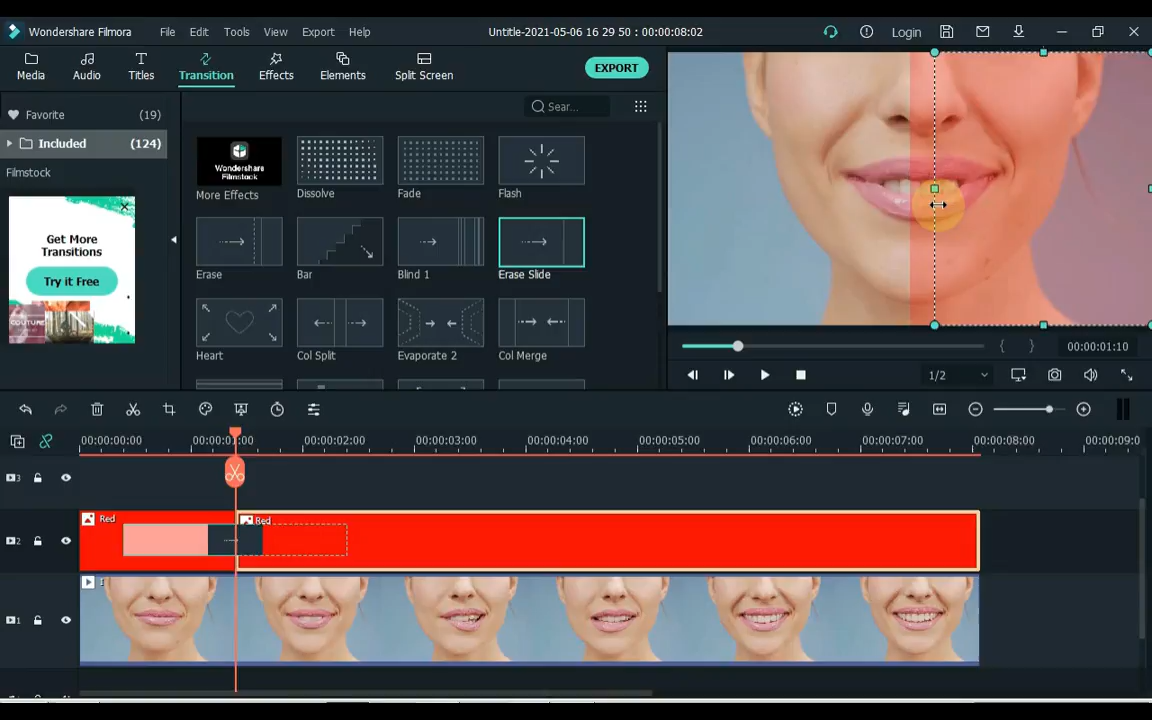 Wondershare Filmora
File
Edit
Tools
View
Export
Help
Untitle-2021-05-06 16 29 50 : 00:00:08:02
Login
Media
Audio
Titles
Transition
Effects
Elements
Split Screen
EXPORT
Favorite
(19)
Included
(124)
Filmstock
Sear...
Get More
Transitions
Try it Free
COUTURE
Wondershare
Filmstock
More Effects
Dissolve
Fade
Flash
Erase
Bar
Blind 1
Erase Slide
Heart
Col Split
Evaporate 2
Col Merge
00:00:01:10
1/2
00:00:00:00
00:00:01:00
00:00:02:00
00:00:03:00
00:00:04:00
00:00:05:00
00:00:06:00
00:00:07:00
00:00:08:00
00:00:09:0
3
2
Red
Red
1